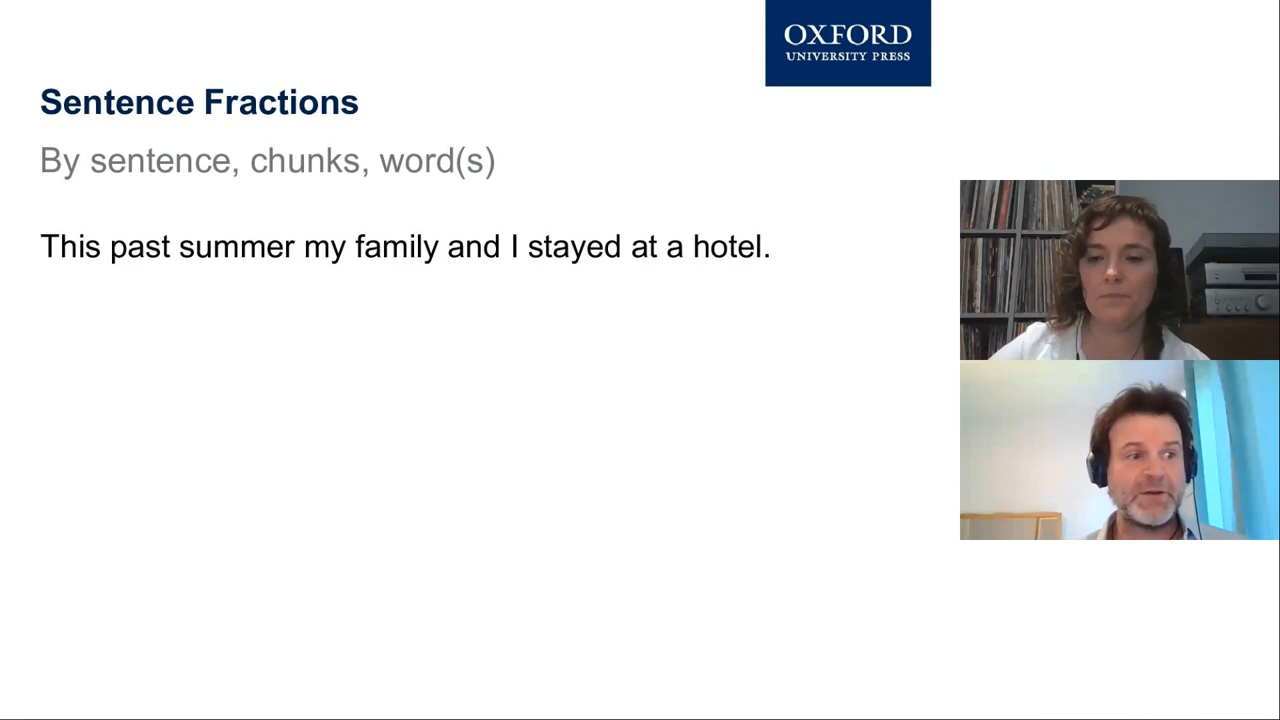 OXFORD
UNIVERSITY PRESS
Sentence Fractions
By sentence, chunks, word(s)
This past summer my family and I stayed at a hotel.